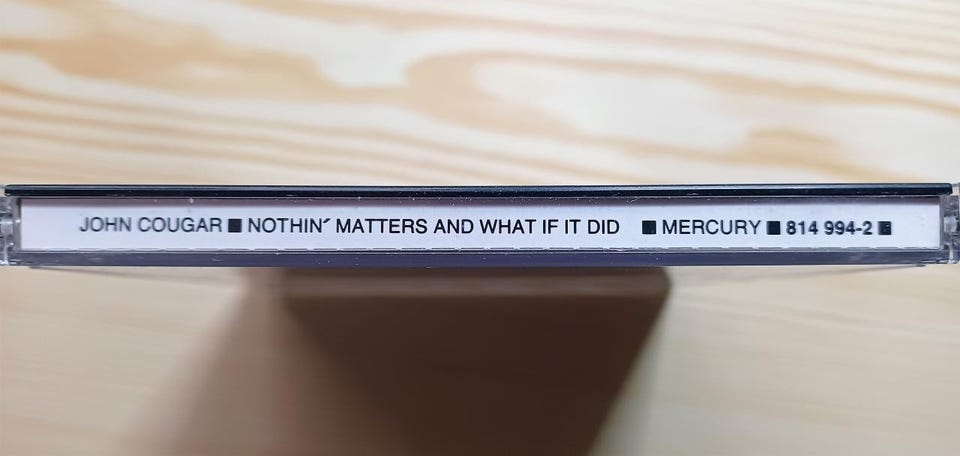 JOHN COUGAR ■ NOTHIN´ MATTERS AND WHAT IF IT DID ■ MERCURY ■ 814 994-2 ■